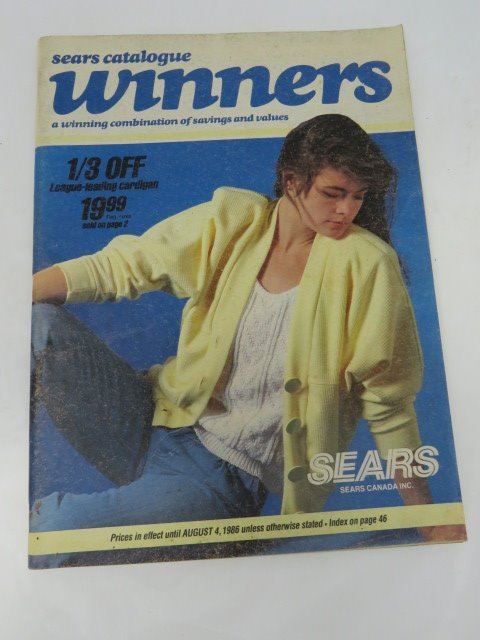 sears catalogue
winners
a winning combination of savings and values
1/3 OFF
League-leading cardigan
19.99
sold on page 2
SEARS
SEARS CANADA INC.
Prices in effect until AUGUST 4, 1986 unless otherwise stated - Index on page 46